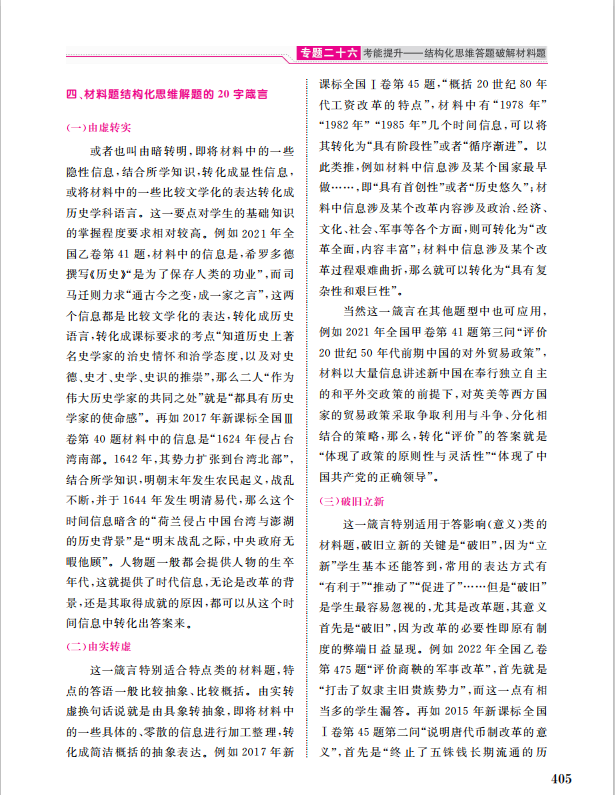 专题二十六 考能提升——结构化思维答题破解材料题
四、材料题结构化思维解题的 20 字箴言
(一)由虚转实
或者也叫由暗转明,即将材料中的一些
隐性信息,结合所学知识,转化成显性信息,
或将材料中的一些比较文学化的表达转化成
历史学科语言。这一要点对学生的基础知识
的掌握程度要求相对较高。例如 2021 年全
国乙卷第 41 题,材料中的信息是,希罗多德
撰写《历史》“是为了保存人类的功业”,而司
马迁则力求“通古今之变,成一家之言”,这两
个信息都是比较文学化的表达,转化成历史
语言,转化成课标要求的考点“知道历史上著
名史学家的治史情怀和治学态度,以及对史
德、史才、史学、史识的推崇”,那么二人“作为
伟大历史学家的共同之处”就是“都具有历史
学家的使命感”。再如 2017 年新课标全国Ⅲ
卷第 40 题材料中的信息是“1624 年侵占台
湾南部。1642 年,其势力扩张到台湾北部”,
结合所学知识,明朝末年发生农民起义,战乱
不断,并于 1644 年发生明清易代,那么这个
时间信息暗含的“荷兰侵占中国台湾与澎湖
的历史背景”是“明末战乱之际,中央政府无
暇他顾”。人物题一般都会提供人物的生卒
年代,这就提供了时代信息,无论是改革的背
景,还是其取得成就的原因,都可以从这个时
间信息中转化出答案来。
(二)由实转虚
这一箴言特别适合特点类的材料题,特
点的答语一般比较抽象、比较概括。由实转
虚换句话说就是由具象转抽象,即将材料中
的一些具体的、零散的信息进行加工整理,转
化成简洁概括的抽象表达。例如 2017 年新
课标全国Ⅰ卷第 45 题,“概括 20 世纪 80 年
代工资改革的特点”,材料中有“1978 年”
“1982 年”“1985 年”几个时间信息,可以将
其转化为“具有阶段性”或者“循序渐进”。以
此类推,例如材料中信息涉及某个国家最早
做……,即“具有首创性”或者“历史悠久”;材
料中信息涉及某个改革内容涉及政治、经济、
文化、社会、军事等各个方面,则可转化为“改
革全面,内容丰富”;材料中信息涉及某个改
革过程艰难曲折,那么就可以转化为“具有复
杂性和艰巨性”。
当然这一箴言在其他题型中也可应用,
例如 2021 年全国甲卷第 41 题第三问“评价
20 世纪 50 年代前期中国的对外贸易政策”,
材料以大量信息讲述新中国在奉行独立自主
的和平外交政策的前提下,对英美等西方国
家的贸易政策采取争取利用与斗争、分化相
结合的策略,那么,转化“评价”的答案就是
“体现了政策的原则性与灵活性”“体现了中
国共产党的正确领导”。
(三)破旧立新
这一箴言特别适用于答影响(意义)类的
材料题,破旧立新的关键是“破旧”,因为“立
新”学生基本还能答到,常用的表达方式有
“有利于”“推动了”“促进了”……但是“破旧”
是学生最容易忽视的,尤其是改革题,其意义
首先是“破旧”,因为改革的必要性即原有制
度的弊端日益显现。例如 2022 年全国乙卷
第 475 题“评价商鞅的军事改革”,首先就是
“打击了奴隶主旧贵族势力”,而这一点有相
当多的学生漏答。再如 2015 年新课标全国
Ⅰ卷第 45 题第二问“说明唐代币制改革的意
义”,首先是“终止了五铢钱长期流通的历
405